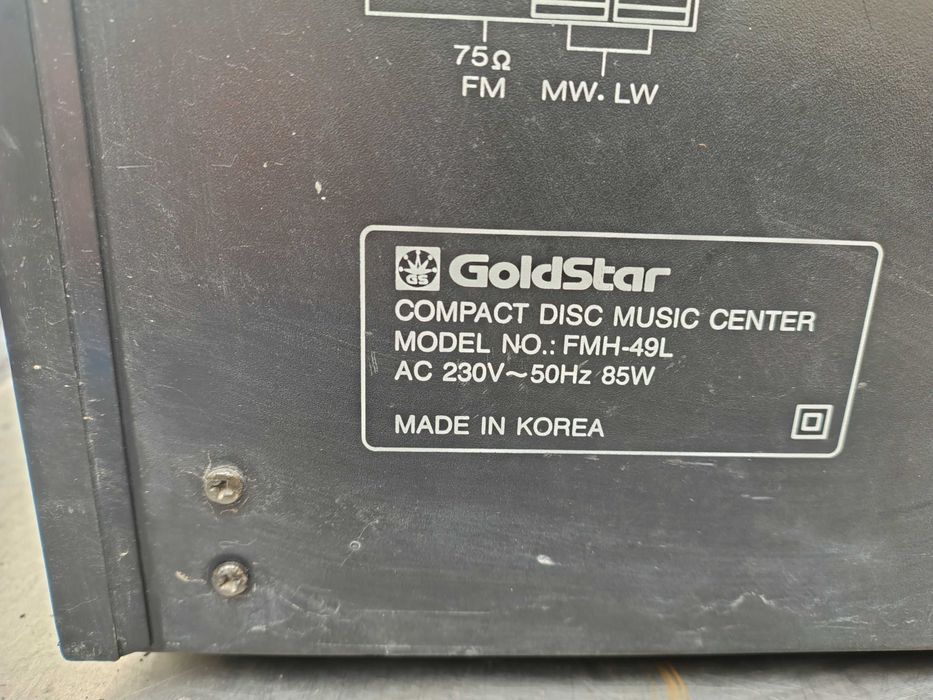 75Ω
FM
MW. LW
GS
GoldStar
COMPACT DISC MUSIC CENTER
MODEL NO.: FMH-49L
AC 230V~50Hz 85W
MADE IN KOREA